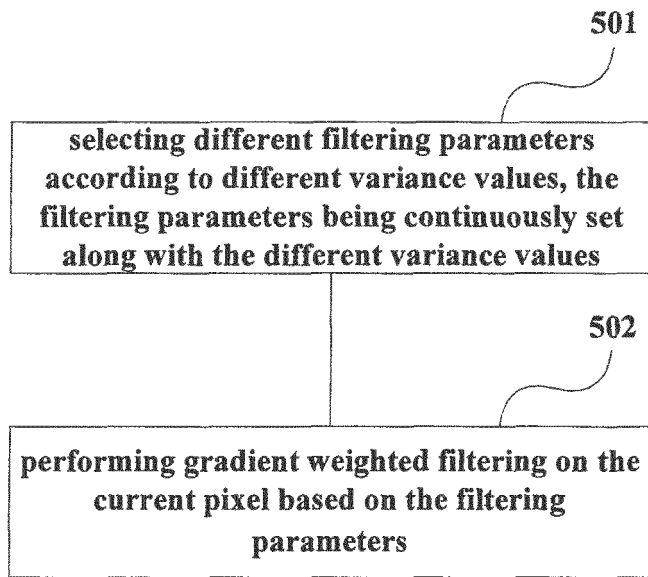 501
selecting different filtering parameters
according to different variance values, the
filtering parameters being continuously set
along with the different variance values
502
performing gradient weighted filtering on the
current pixel based on the filtering
parameters